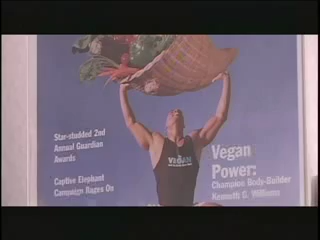 Star-studded 2nd
Annual Guardian
Awards
Captive Elephant
Campaign Rages On
VEGAN
Vegan
Power:
Champion Body-Builder
Kenneth G. Williams